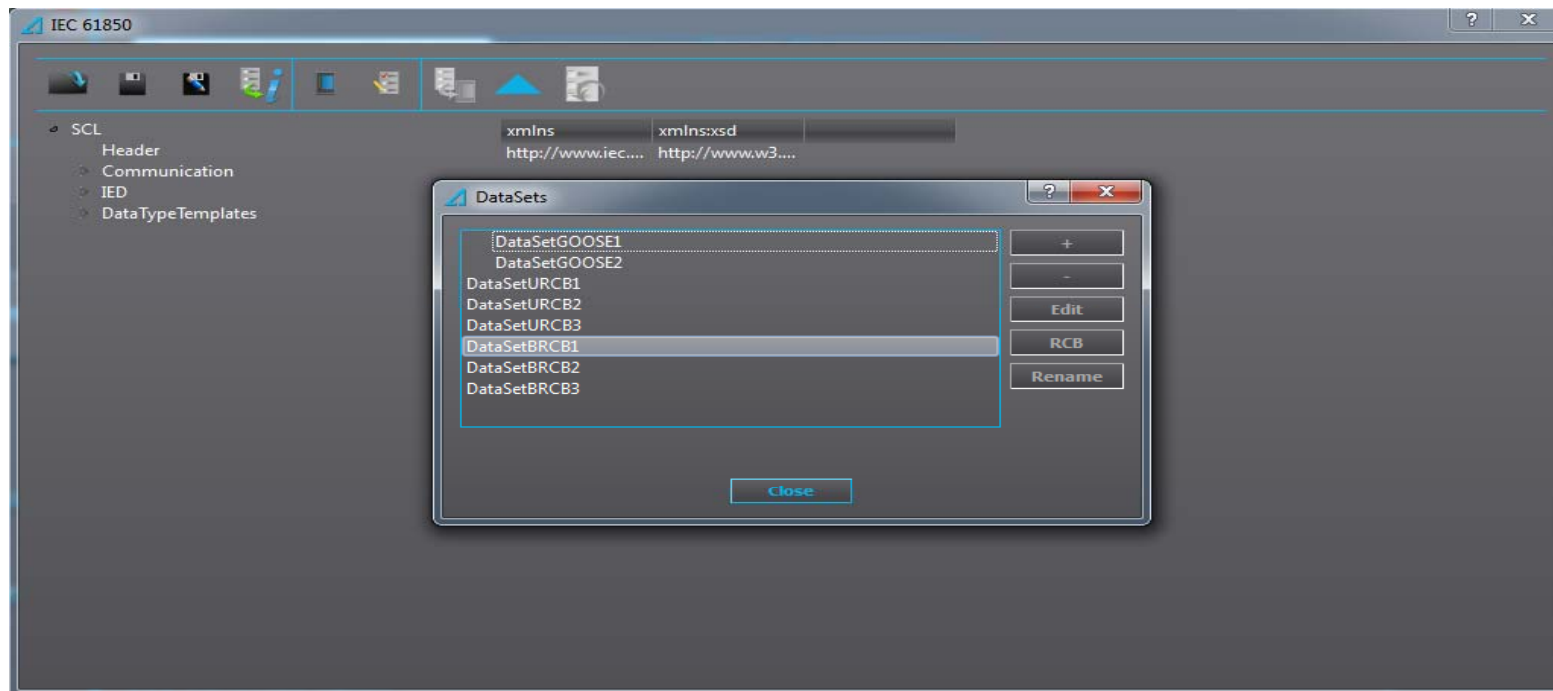 IEC 61850
?
x
SCL
Header
Communication
IED
DataTypeTemplates
xmlns xmlns:xsd
http://www.iec.... http://www.w3....
DataSets
?
x
DataSetGOOSE1
DataSetGOOSE2
DataSetURCB1
DataSetURCB2
DataSetURCB3
DataSetBRCB1
DataSetBRCB2
DataSetBRCB3
+
-
Edit
RCB
Rename
Close